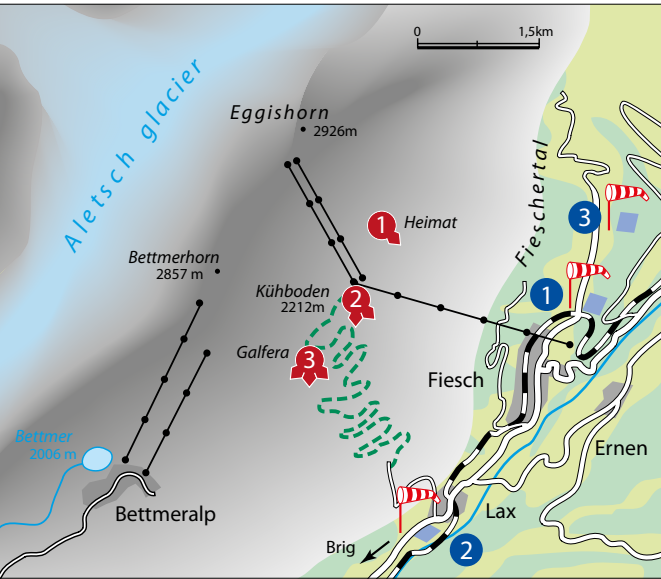 0 1,5km
Eggishorn
2926m
Aletsch glacier
Fieschertal
3
1
Heimat
Bettmerhorn
2857 m
Kühboden
2212m
2
1
Galfera
3
Fiesch
Bettmer
2006 m
Ernen
Bettmeralp
Lax
Brig
2